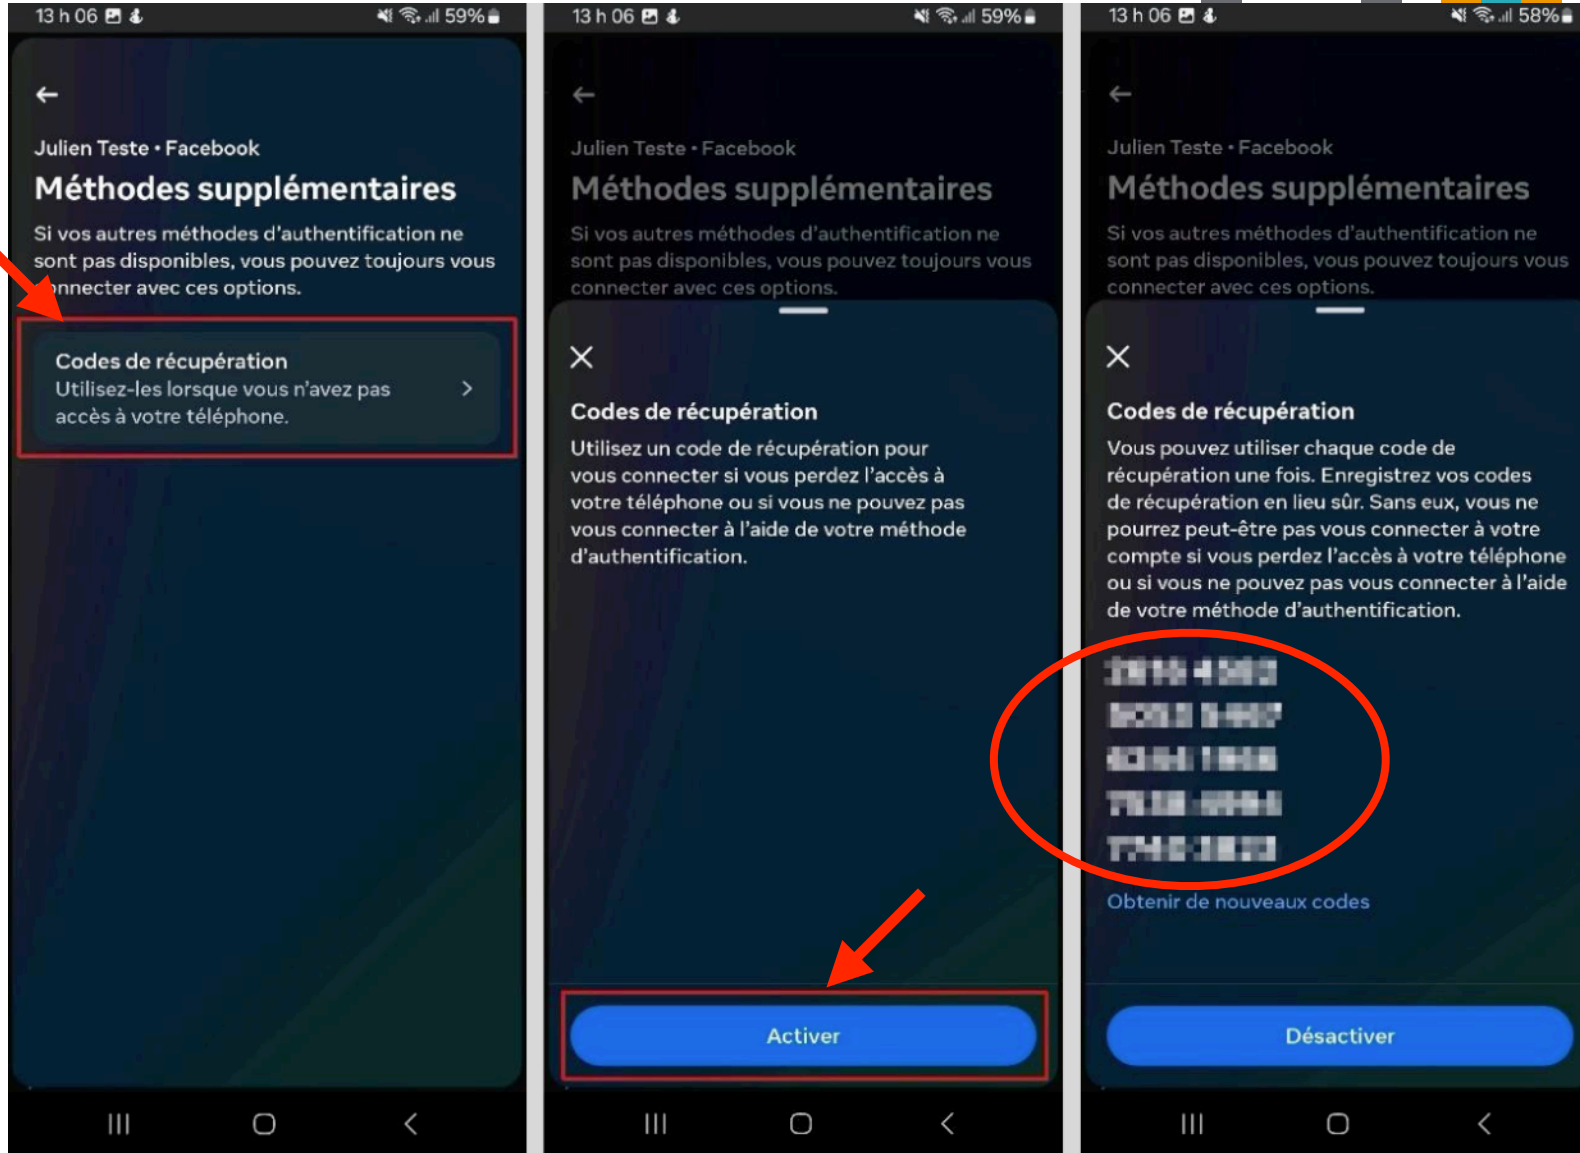 13 h 06
59%
Julien Teste • Facebook
Méthodes supplémentaires
Si vos autres méthodes d'authentification ne
sont pas disponibles, vous pouvez toujours vous
connecter avec ces options.
Codes de récupération
Utilisez-les lorsque vous n'avez pas
accès à votre téléphone.
13 h 06
59%
Julien Teste • Facebook
Méthodes supplémentaires
Si vos autres méthodes d'authentification ne
sont pas disponibles, vous pouvez toujours vous
connecter avec ces options.
Codes de récupération
Utilisez un code de récupération pour
vous connecter si vous perdez l'accès à
votre téléphone ou si vous ne pouvez pas
vous connecter à l'aide de votre méthode
d'authentification.
Activer
13 h 06
58%
Julien Teste • Facebook
Méthodes supplémentaires
Si vos autres méthodes d'authentification ne
sont pas disponibles, vous pouvez toujours vous
connecter avec ces options.
Codes de récupération
Vous pouvez utiliser chaque code de
récupération une fois. Enregistrez vos codes
de récupération en lieu sûr. Sans eux, vous ne
pourrez peut-être pas vous connecter à votre
compte si vous perdez l'accès à votre téléphone
ou si vous ne pouvez pas vous connecter à l'aide
de votre méthode d'authentification.
Obtenir de nouveaux codes
Désactiver